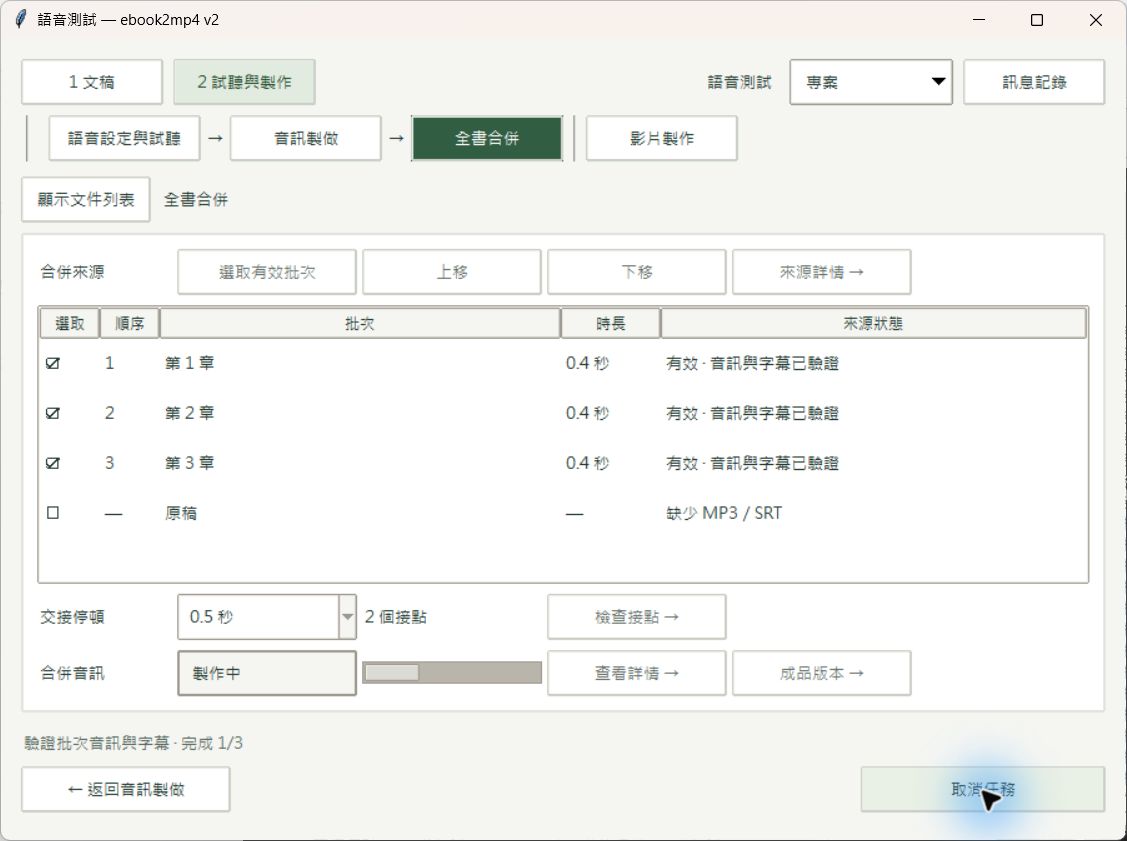 語音測試 — ebook2mp4 v2
1 文稿 2 試聽與製作 語音測試 專案 訊息記錄
語音設定與試聽 → 音訊製做 → 全書合併 影片製作
顯示文件列表 全書合併
合併來源 選取有效批次 上移 下移 來源詳情 →
選取 順序 批次 時長 來源狀態
1 第 1 章 0.4 秒 有效 · 音訊與字幕已驗證
2 第 2 章 0.4 秒 有效 · 音訊與字幕已驗證
3 第 3 章 0.4 秒 有效 · 音訊與字幕已驗證
— 原稿 — 缺少 MP3 / SRT
交接停頓 0.5 秒 2 個接點 檢查接點 →
合併音訊 製作中 查看詳情 → 成品版本 →
驗證批次音訊與字幕 · 完成 1/3
← 返回音訊製做 取消任務